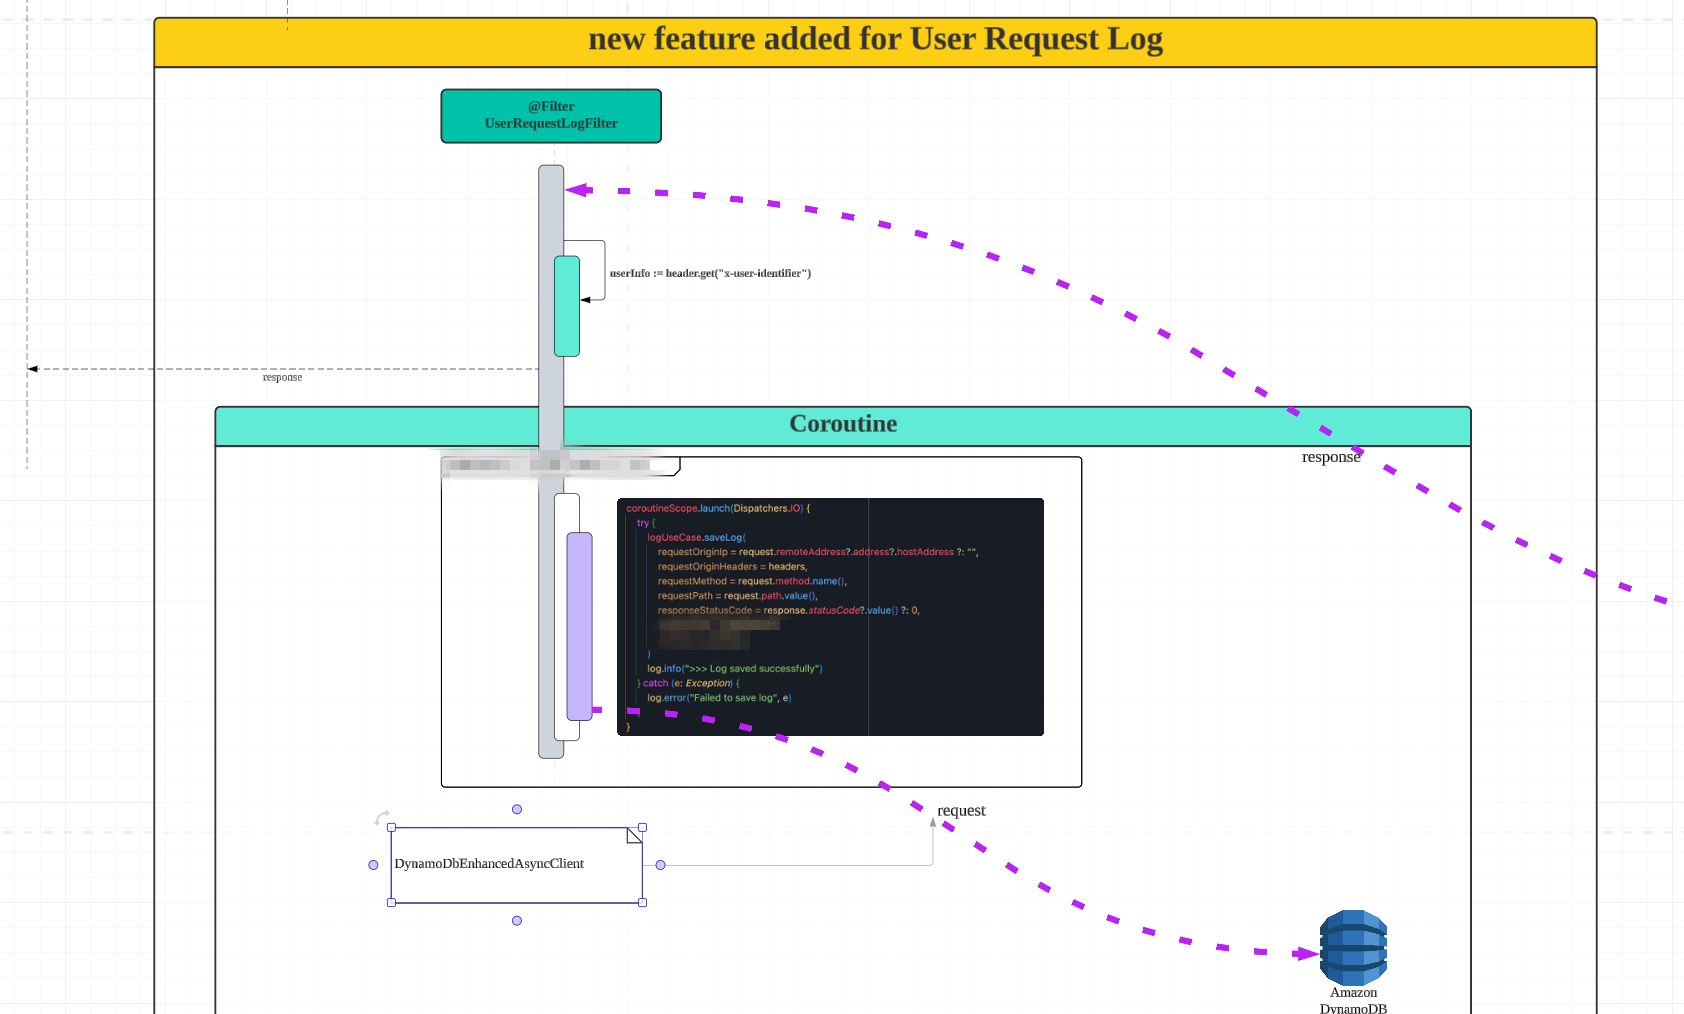 new feature added for User Request Log
@Filter
UserRequestLogFilter
userInfo := header.get("x-user-identifier")
response
Coroutine
response
coroutineScope.launch(Dispatchers.IO) {
try {
logUseCase.saveLog(
requestOriginIp = request.remoteAddress?.address?.hostAddress ?: "",
requestOriginHeaders = headers,
requestMethod = request.method.name(),
requestPath = request.path.value(),
responseStatusCode = response.statusCode?.value() ?: 0,
)
log.info(">>> Log saved successfully")
} catch (e: Exception) {
log.error("Failed to save log", e)
}
}
request
DynamoDbEnhancedAsyncClient
Amazon
DynamoDB